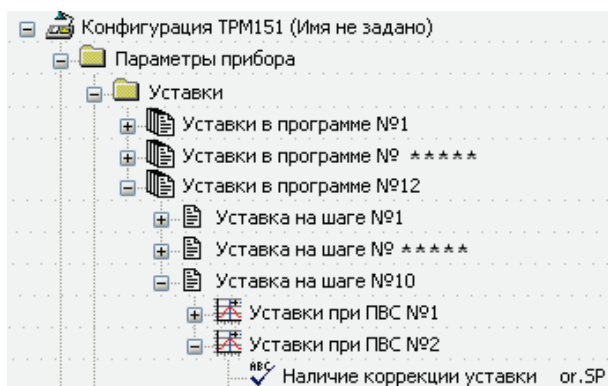 Конфигурация ТРМ151 (Имя не задано)
Параметры прибора
Уставки
Уставки в программе №1
Уставки в программе № *****
Уставки в программе №12
Уставка на шаге №1
Уставка на шаге № *****
Уставка на шаге №10
Уставки при ПВС №1
Уставки при ПВС №2
ABC Наличие коррекции уставки or.SP